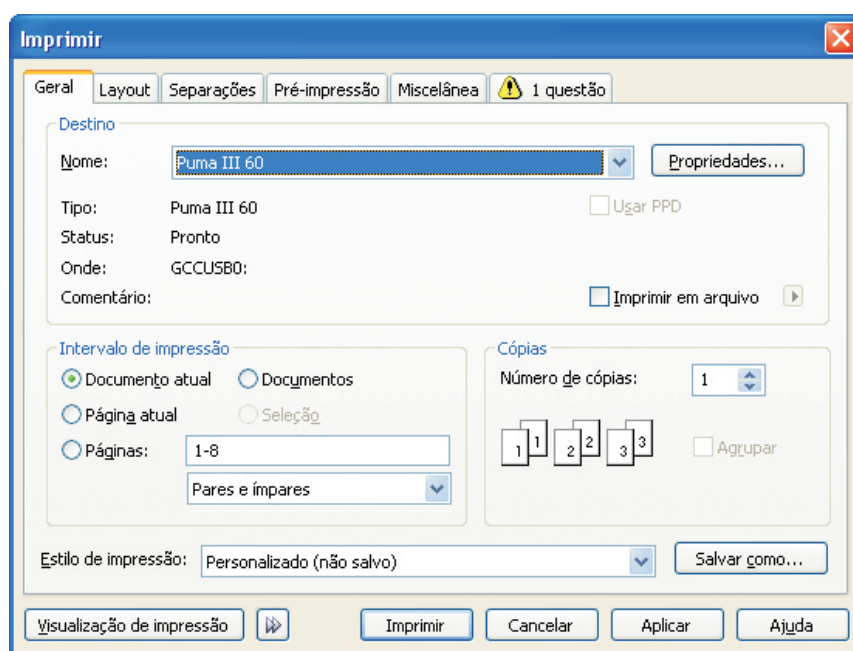 Imprimir
Geral Layout Separações Pré-impressão Miscelânea 1 questão
Destino
Nome: Puma III 60 Propriedades...
Tipo: Puma III 60 Usar PPD
Status: Pronto
Onde: GCCUSB0:
Comentário: Imprimir em arquivo
Intervalo de impressão
Documento atual Documentos
Página atual Seleção
Páginas: 1-8
Pares e ímpares
Cópias
Número de cópias: 1
1 1 2 2 3 3 Agrupar
Estilo de impressão: Personalizado (não salvo) Salvar como...
Visualização de impressão Imprimir Cancelar Aplicar Ajuda